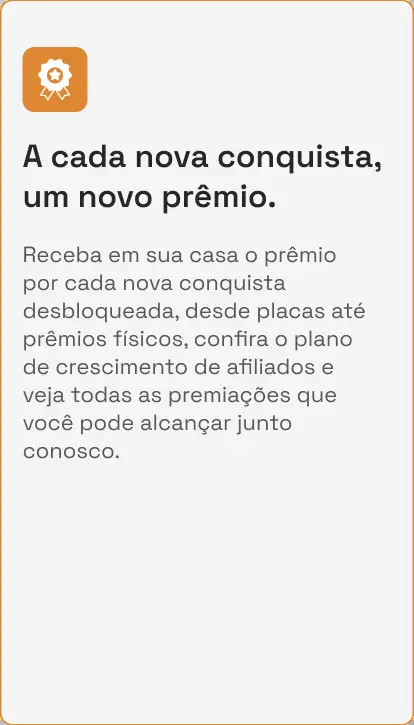 A cada nova conquista,
um novo prêmio.
Receba em sua casa o prêmio
por cada nova conquista
desbloqueada, desde placas até
prêmios físicos, confira o plano
de crescimento de afiliados e
veja todas as premiações que
você pode alcançar junto
conosco.